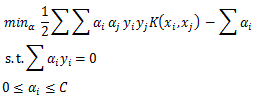 min_α 1/2 ∑∑ α_i α_j y_i y_j K(x_i, x_j) − ∑ α_i
s.t. ∑ α_i y_i = 0
0 ≤ α_i ≤ C